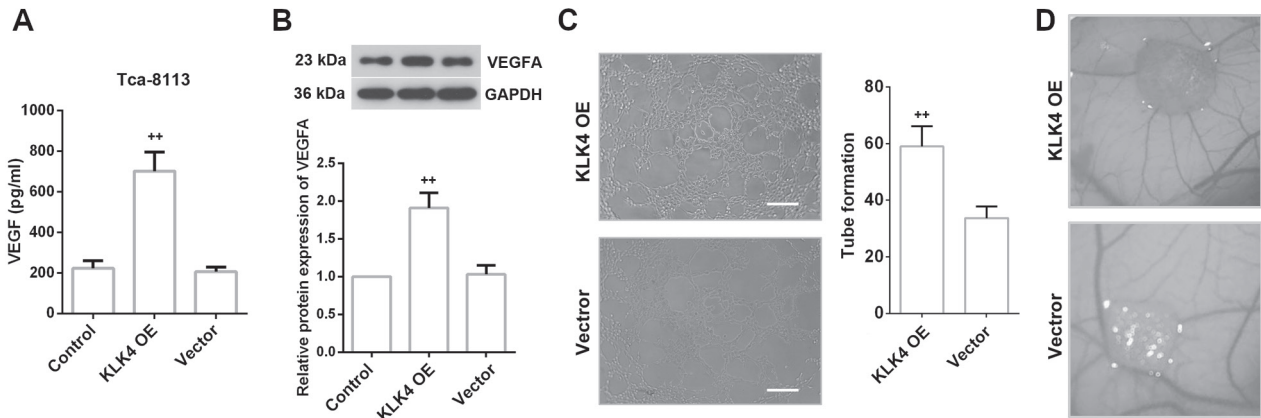 A
Tca-8113
VEGF (pg/ml)
1000
800
600
400
200
0
++
Control
KLK4 OE
Vector
B
23 kDa
VEGFA
36 kDa
GAPDH
Relative protein expression of VEGFA
2.5
2.0
1.5
1.0
0.5
0.0
++
Control
KLK4 OE
Vector
C
KLK4 OE
Vectror
Tube formation
80
60
40
20
0
++
KLK4 OE
Vector
D
KLK4 OE
Vectror